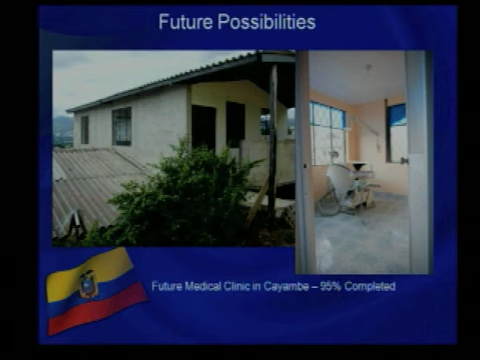 Future Possibilities
Future Medical Clinic in Cayambe – 95% Completed